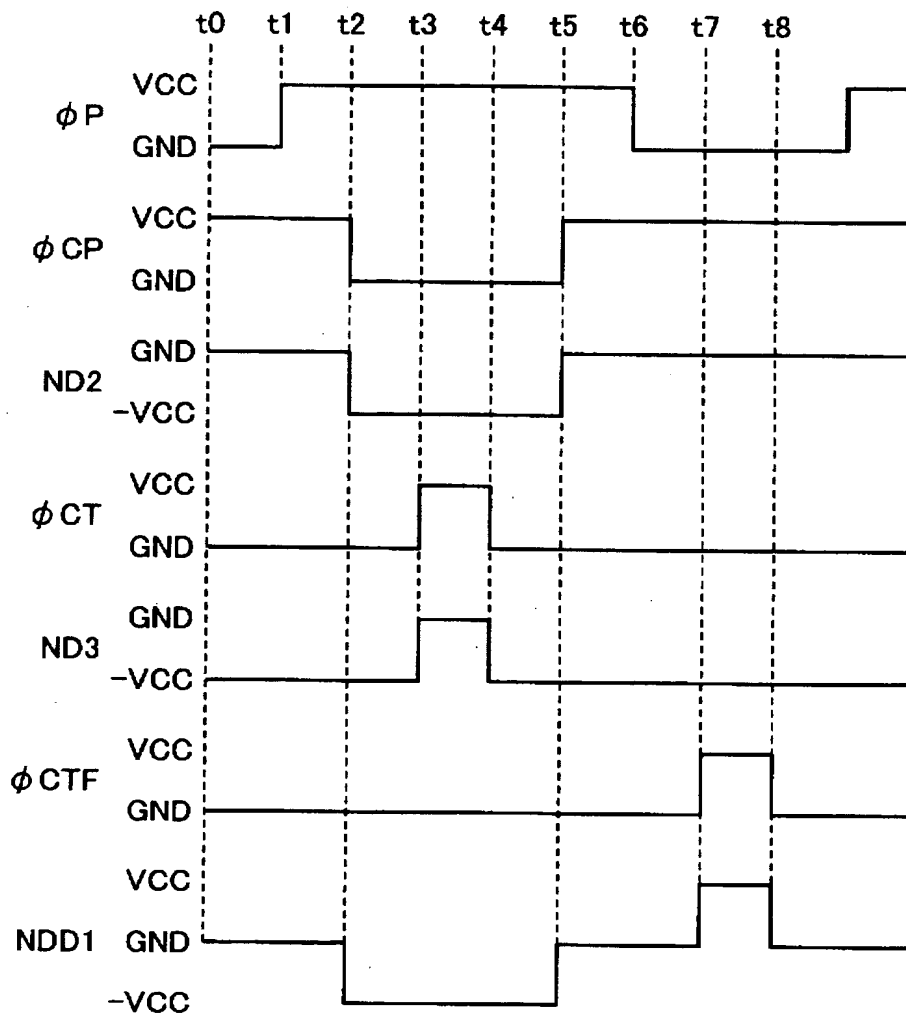 t0 t1 t2 t3 t4 t5 t6 t7 t8
VCC
φP
GND
VCC
φCP
GND
GND
ND2
-VCC
VCC
φCT
GND
GND
ND3
-VCC
VCC
φCTF
GND
VCC
NDD1 GND
-VCC